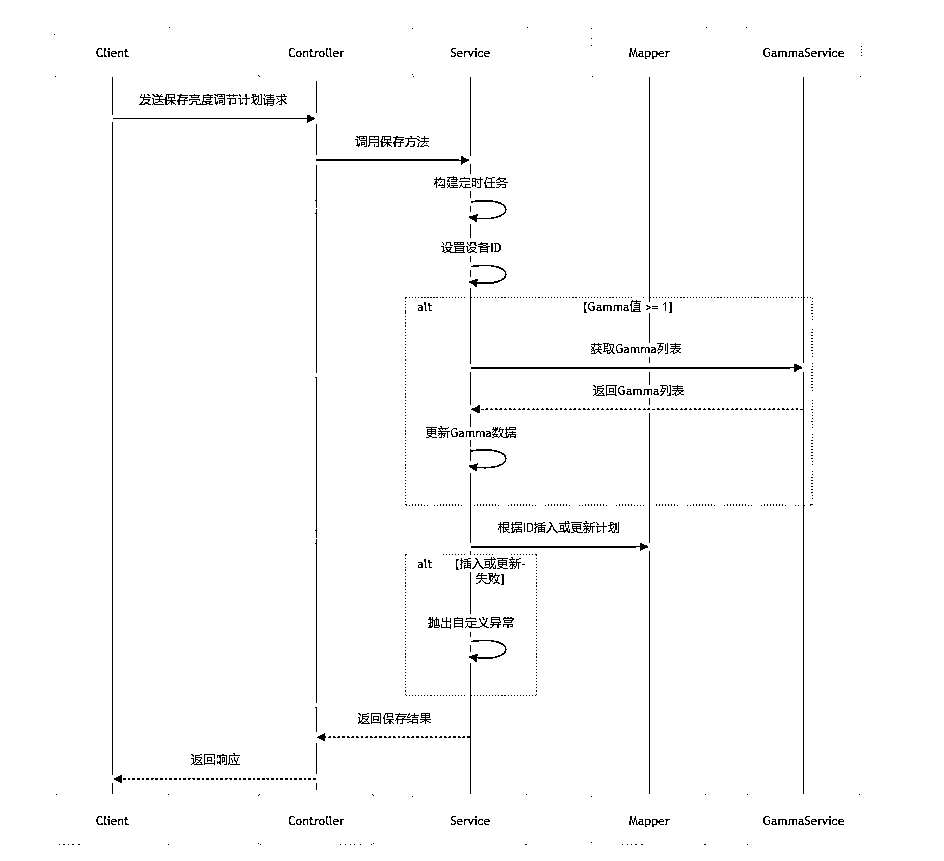 Client
Controller
Service
Mapper
GammaService
发送保存亮度调节计划请求
调用保存方法
构建定时任务
设置设备ID
alt
[Gamma值 >= 1]
获取Gamma列表
返回Gamma列表
更新Gamma数据
根据ID插入或更新计划
alt
[插入或更新-
失败]
抛出自定义异常
返回保存结果
返回响应
Client
Controller
Service
Mapper
GammaService